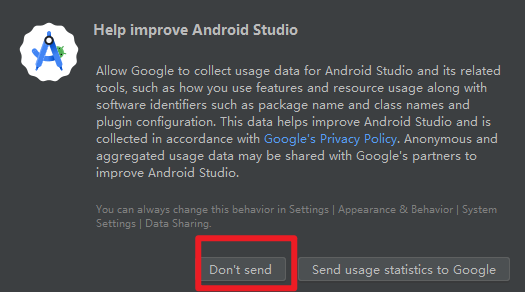 Help improve Android Studio
Allow Google to collect usage data for Android Studio and its related
tools, such as how you use features and resource usage along with
software identifiers such as package name and class names and
plugin configuration. This data helps improve Android Studio and is
collected in accordance with Google's Privacy Policy. Anonymous and
aggregated usage data may be shared with Google's partners to
improve Android Studio.
You can always change this behavior in Settings | Appearance & Behavior | System
Settings | Data Sharing.
Don't send Send usage statistics to Google